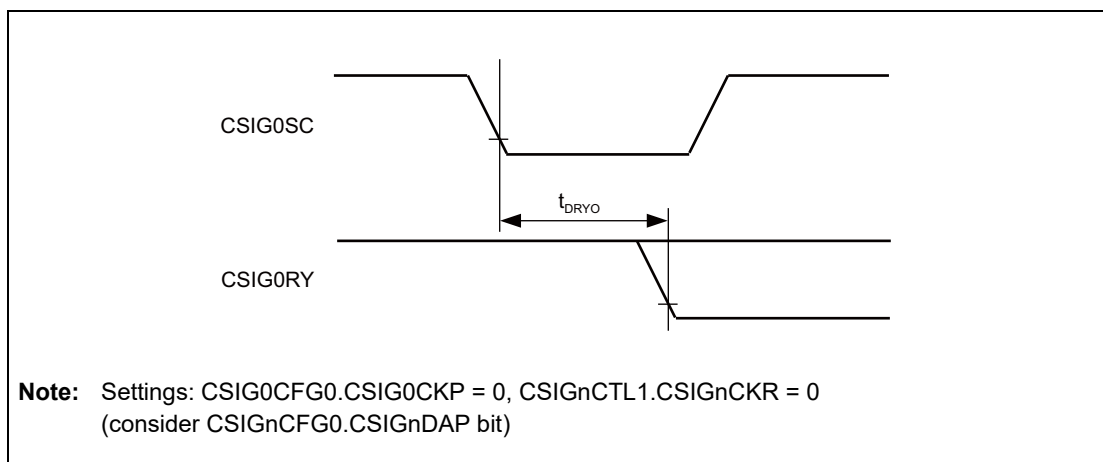 CSIG0SC
tDRYO
CSIG0RY
Note: Settings: CSIG0CFG0.CSIG0CKP = 0, CSIGnCTL1.CSIGnCKR = 0
(consider CSIGnCFG0.CSIGnDAP bit)